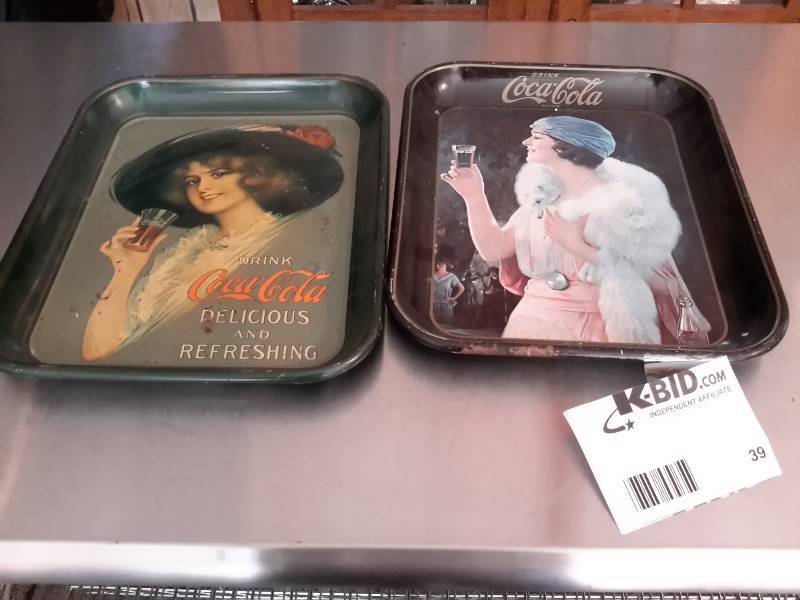 DRINK
Coca-Cola
DELICIOUS
AND
REFRESHING
DRINK
Coca-Cola
K-BID.COM
INDEPENDENT AFFILIATE
39